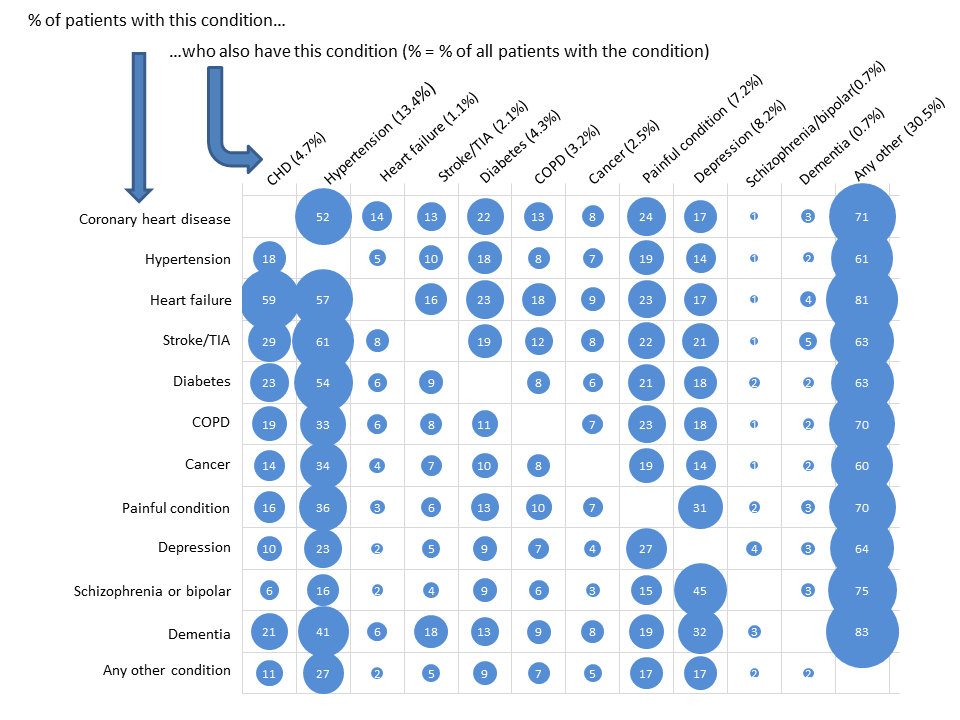 % of patients with this condition…
…who also have this condition (% = % of all patients with the condition)
CHD (4.7%)
Hypertension (13.4%)
Heart failure (1.1%)
Stroke/TIA (2.1%)
Diabetes (4.3%)
COPD (3.2%)
Cancer (2.5%)
Painful condition (7.2%)
Depression (8.2%)
Schizophrenia/bipolar(0.7%)
Dementia (0.7%)
Any other (30.5%)
Coronary heart disease 52 14 13 22 13 8 24 17 1 3 71
Hypertension 18 5 10 18 8 7 19 14 1 2 61
Heart failure 59 57 16 23 18 9 23 17 1 4 81
Stroke/TIA 29 61 8 19 12 8 22 21 1 5 63
Diabetes 23 54 6 9 8 6 21 18 2 2 63
COPD 19 33 6 8 11 7 23 18 1 2 70
Cancer 14 34 4 7 10 8 19 14 1 2 60
Painful condition 16 36 3 6 13 10 7 31 2 3 70
Depression 10 23 2 5 9 7 4 27 4 3 64
Schizophrenia or bipolar 6 16 2 4 9 6 3 15 45 3 75
Dementia 21 41 6 18 13 9 8 19 32 3 83
Any other condition 11 27 2 5 9 7 5 17 17 2 2